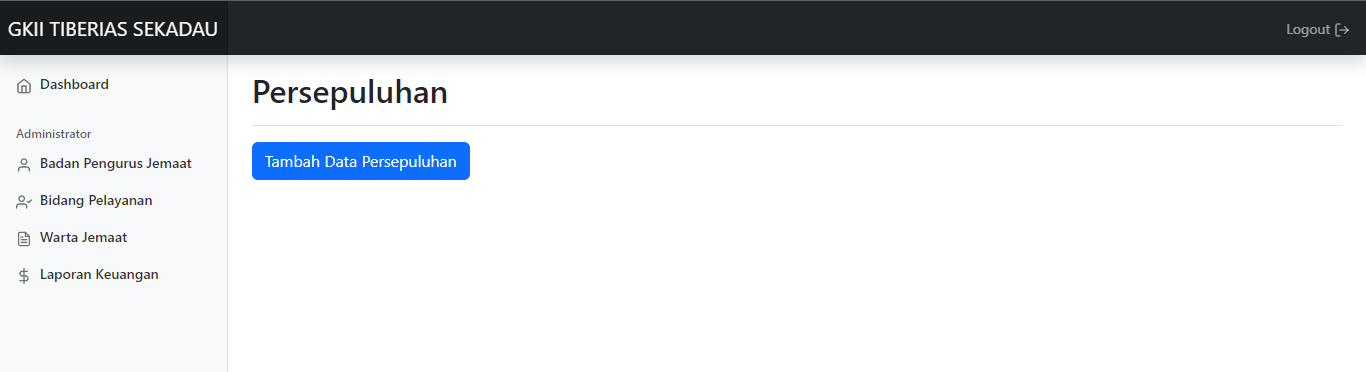 GKII TIBERIAS SEKADAU
Logout
Dashboard
Administrator
Badan Pengurus Jemaat
Bidang Pelayanan
Warta Jemaat
Laporan Keuangan
Persepuluhan
Tambah Data Persepuluhan